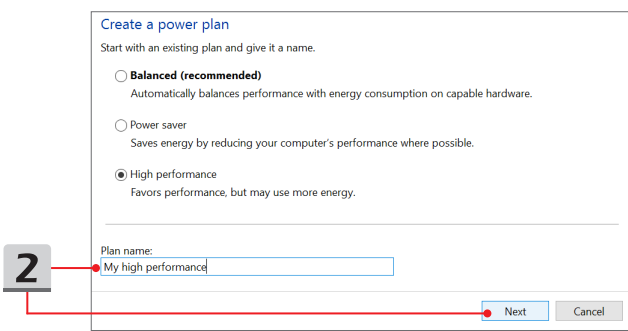 Create a power plan
Start with an existing plan and give it a name.
Balanced (recommended)
Automatically balances performance with energy consumption on capable hardware.
Power saver
Saves energy by reducing your computer's performance where possible.
High performance
Favors performance, but may use more energy.
Plan name:
2
My high performance
Next Cancel